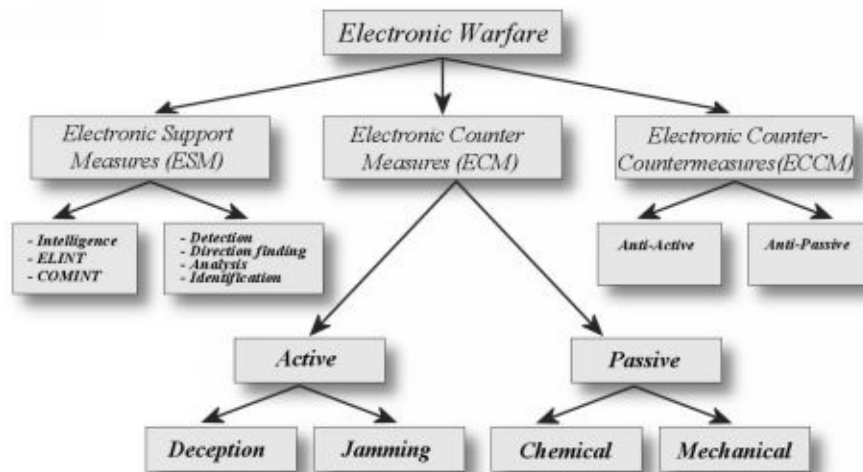 Electronic Warfare
Electronic Support
Measures (ESM)
Electronic Counter
Measures (ECM)
Electronic Counter-
Countermeasures(ECCM)
- Intelligence
- ELINT
- COMINT
- Detection
- Direction finding
- Analysis
- Identification
Anti-Active
Anti-Passive
Active
Passive
Deception
Jamming
Chemical
Mechanical